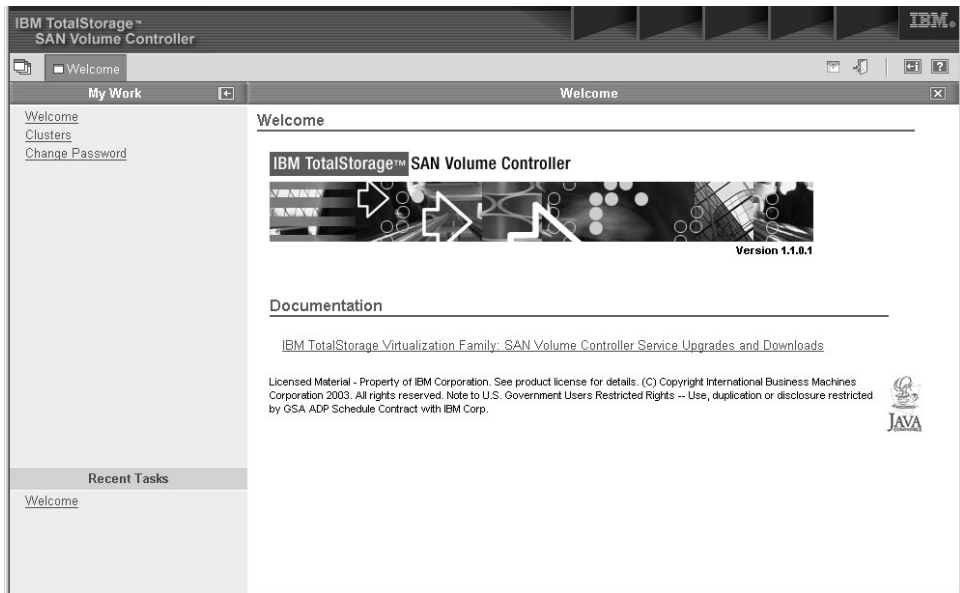 IBM TotalStorage™
SAN Volume Controller
IBM®
Welcome
My Work
Welcome
Welcome
Clusters
Change Password
Welcome
IBM TotalStorage™ SAN Volume Controller
Version 1.1.0.1
Documentation
IBM TotalStorage Virtualization Family: SAN Volume Controller Service Upgrades and Downloads
Licensed Material - Property of IBM Corporation. See product license for details. (C) Copyright International Business Machines
Corporation 2003. All rights reserved. Note to U.S. Government Users Restricted Rights -- Use, duplication or disclosure restricted
by GSA ADP Schedule Contract with IBM Corp.
JAVA
Recent Tasks
Welcome